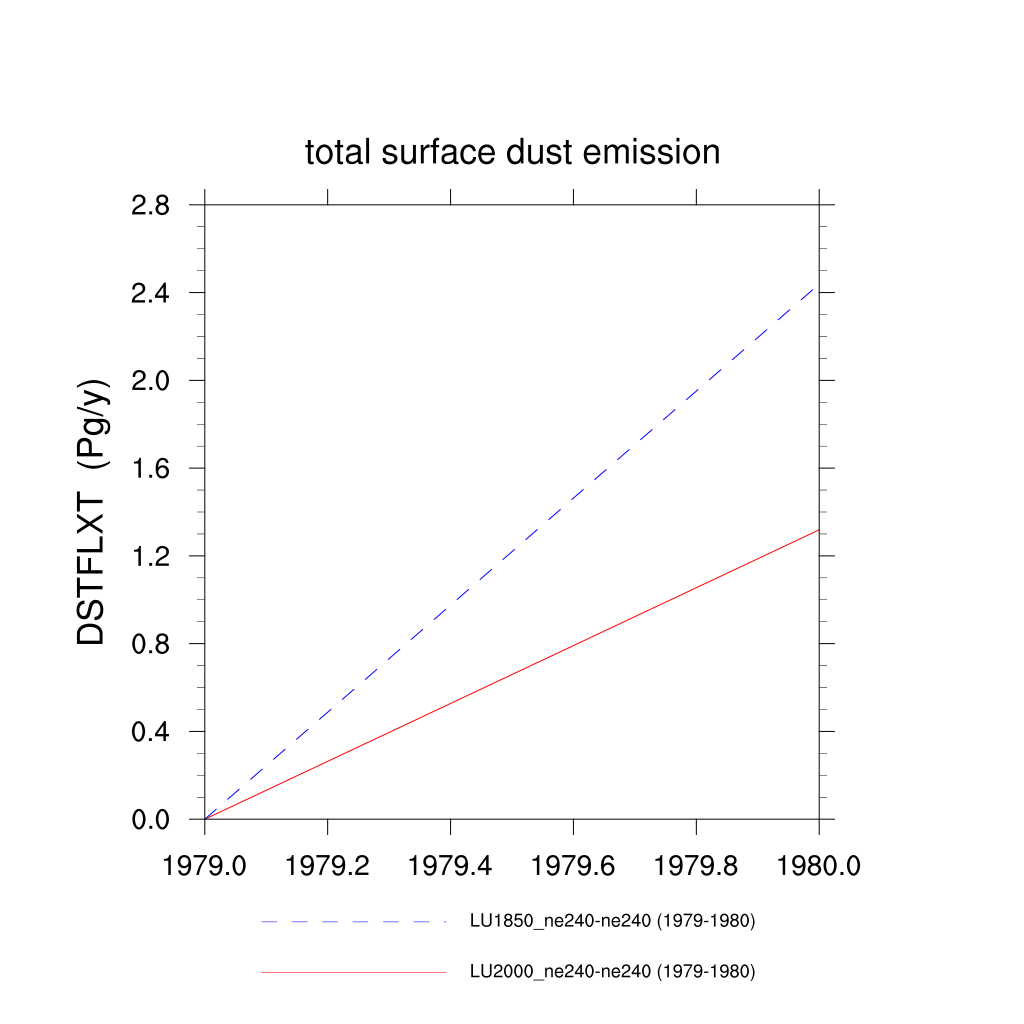 total surface dust emission
2.8
2.4
2.0
1.6
1.2
0.8
0.4
0.0
DSTFLXT (Pg/y)
1979.0 1979.2 1979.4 1979.6 1979.8 1980.0
LU1850_ne240-ne240 (1979-1980)
LU2000_ne240-ne240 (1979-1980)